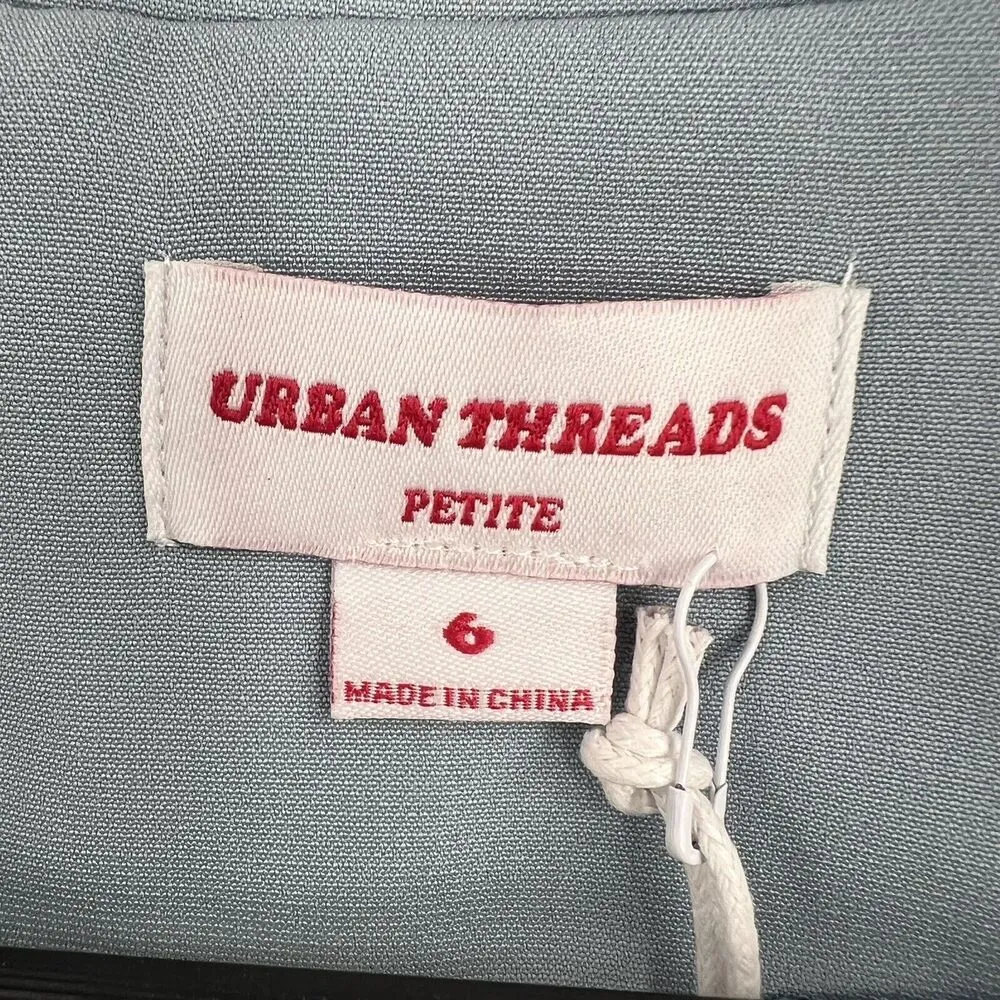 URBAN THREADS
PETITE
6
MADE IN CHINA